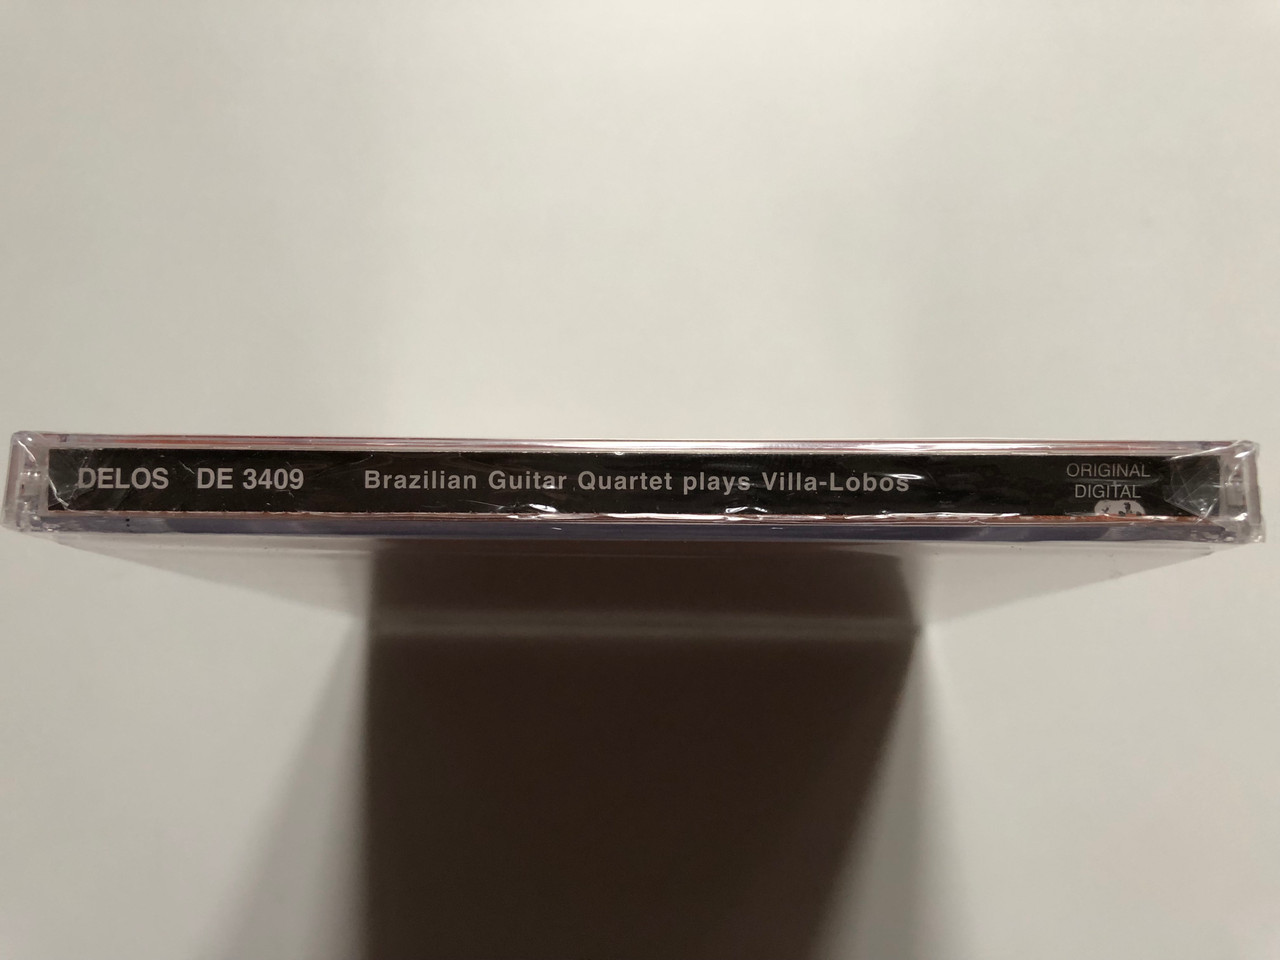 DELOS DE 3409 Brazilian Guitar Quartet plays Villa-Lobos
ORIGINAL
DIGITAL